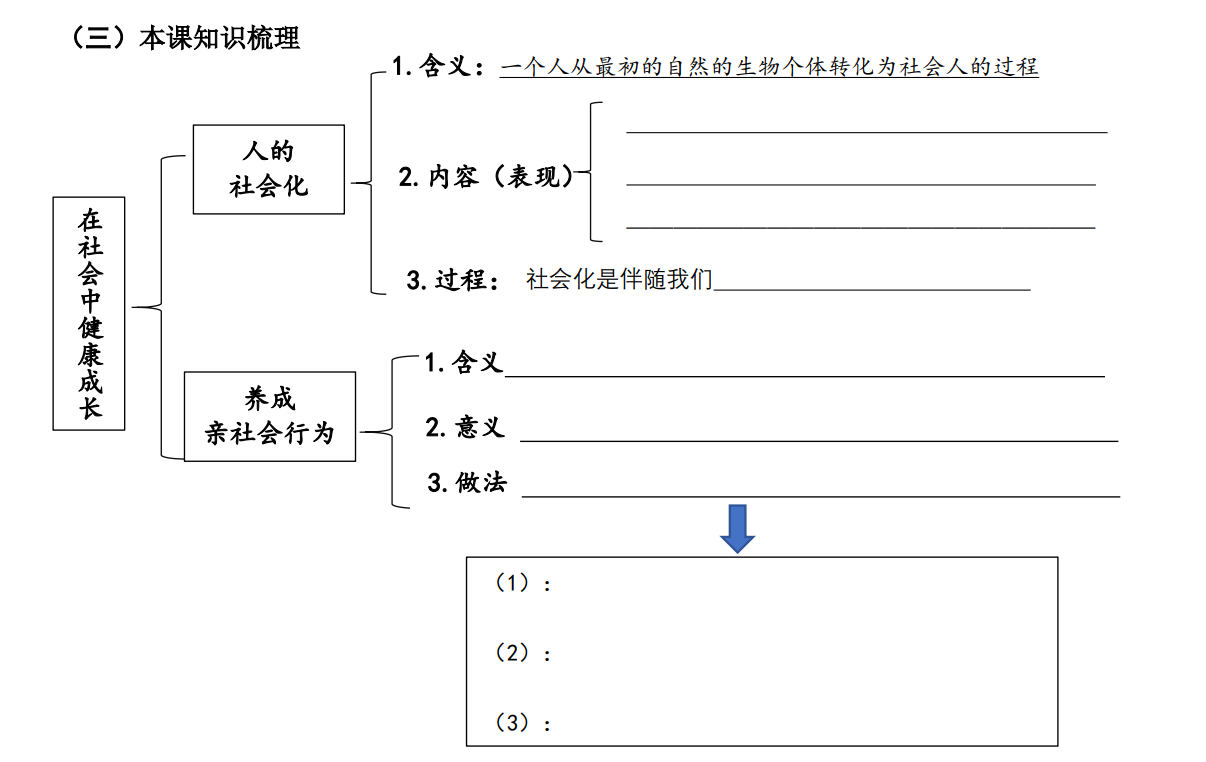 （三）本课知识梳理
在社会中健康成长
人的
社会化
1.含义：一个人从最初的自然的生物个体转化为社会人的过程
2.内容（表现）
3.过程： 社会化是伴随我们
养成
亲社会行为
1.含义
2.意义
3.做法
（1）：
（2）：
（3）：